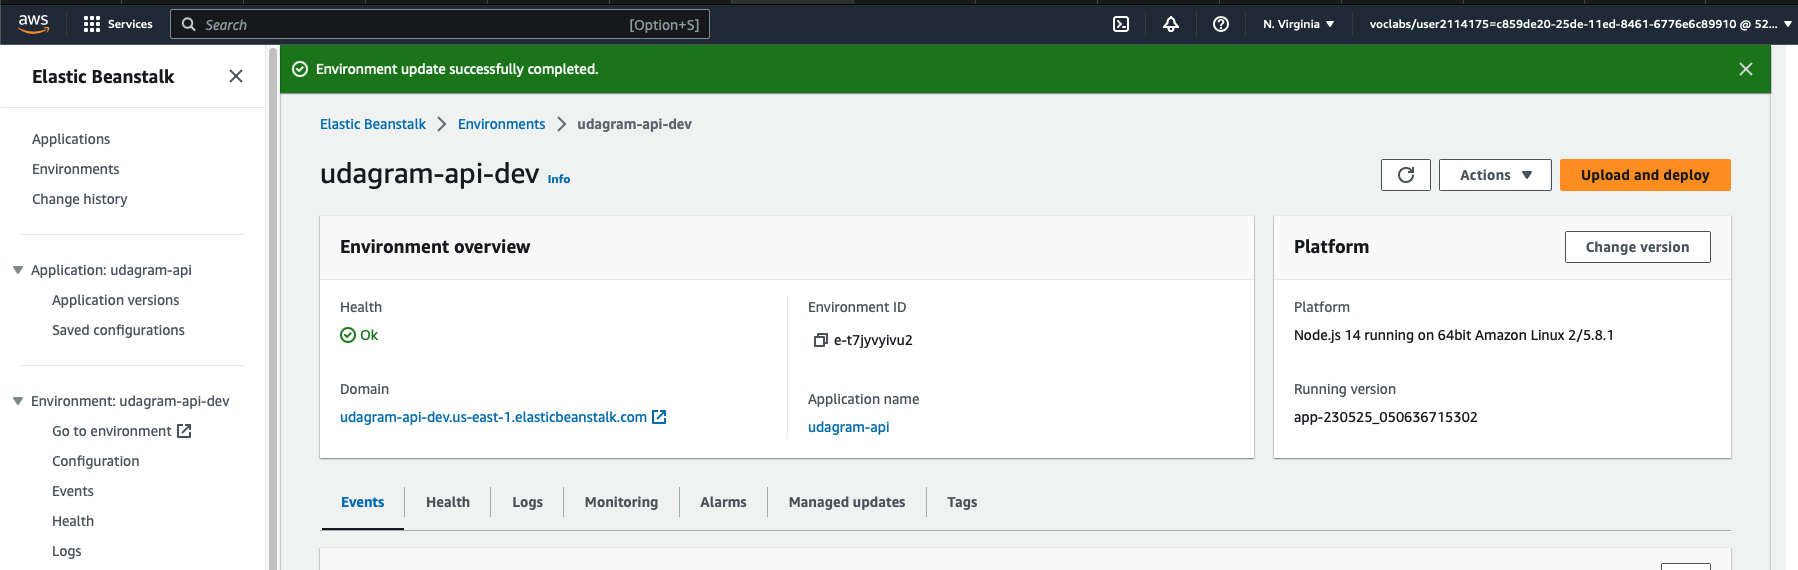 aws
Services
Search
[Option+S]
N. Virginia
voclabs/user2114175=c859de20-25de-11ed-8461-6776e6c89910 @ 52...
Elastic Beanstalk
Applications
Environments
Change history
Application: udagram-api
Application versions
Saved configurations
Environment: udagram-api-dev
Go to environment
Configuration
Events
Health
Logs
Environment update successfully completed.
Elastic Beanstalk > Environments > udagram-api-dev
udagram-api-dev Info
Actions
Upload and deploy
Environment overview
Health
Ok
Domain
udagram-api-dev.us-east-1.elasticbeanstalk.com
Environment ID
e-t7jyvyivu2
Application name
udagram-api
Platform
Change version
Platform
Node.js 14 running on 64bit Amazon Linux 2/5.8.1
Running version
app-230525_050636715302
Events
Health
Logs
Monitoring
Alarms
Managed updates
Tags